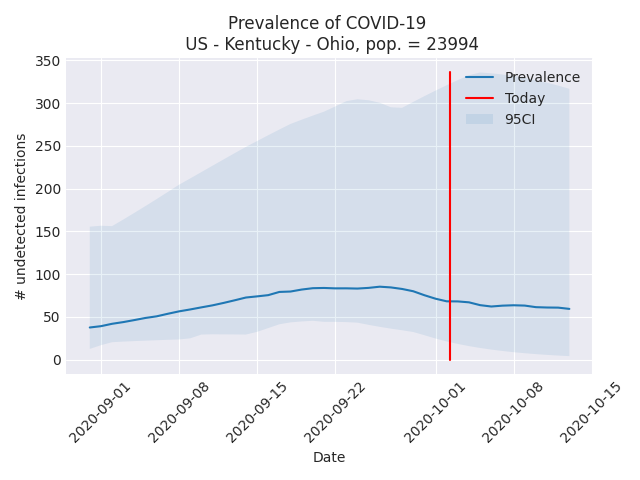 Prevalence of COVID-19
US - Kentucky - Ohio, pop. = 23994
350
300
250
200
150
100
50
0
# undetected infections
Prevalence
Today
95CI
2020-09-01
2020-09-08
2020-09-15
2020-09-22
2020-10-01
2020-10-08
2020-10-15
Date